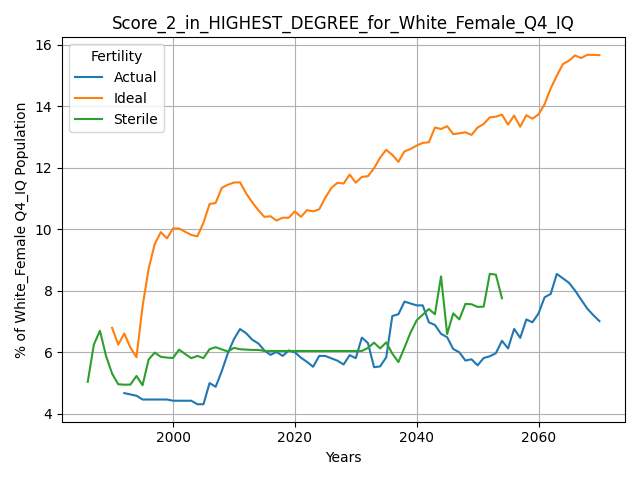 Score_2_in_HIGHEST_DEGREE_for_White_Female_Q4_IQ
% of White_Female Q4_IQ Population
16
14
12
10
8
6
4
Fertility
Actual
Ideal
Sterile
2000
2020
2040
2060
Years